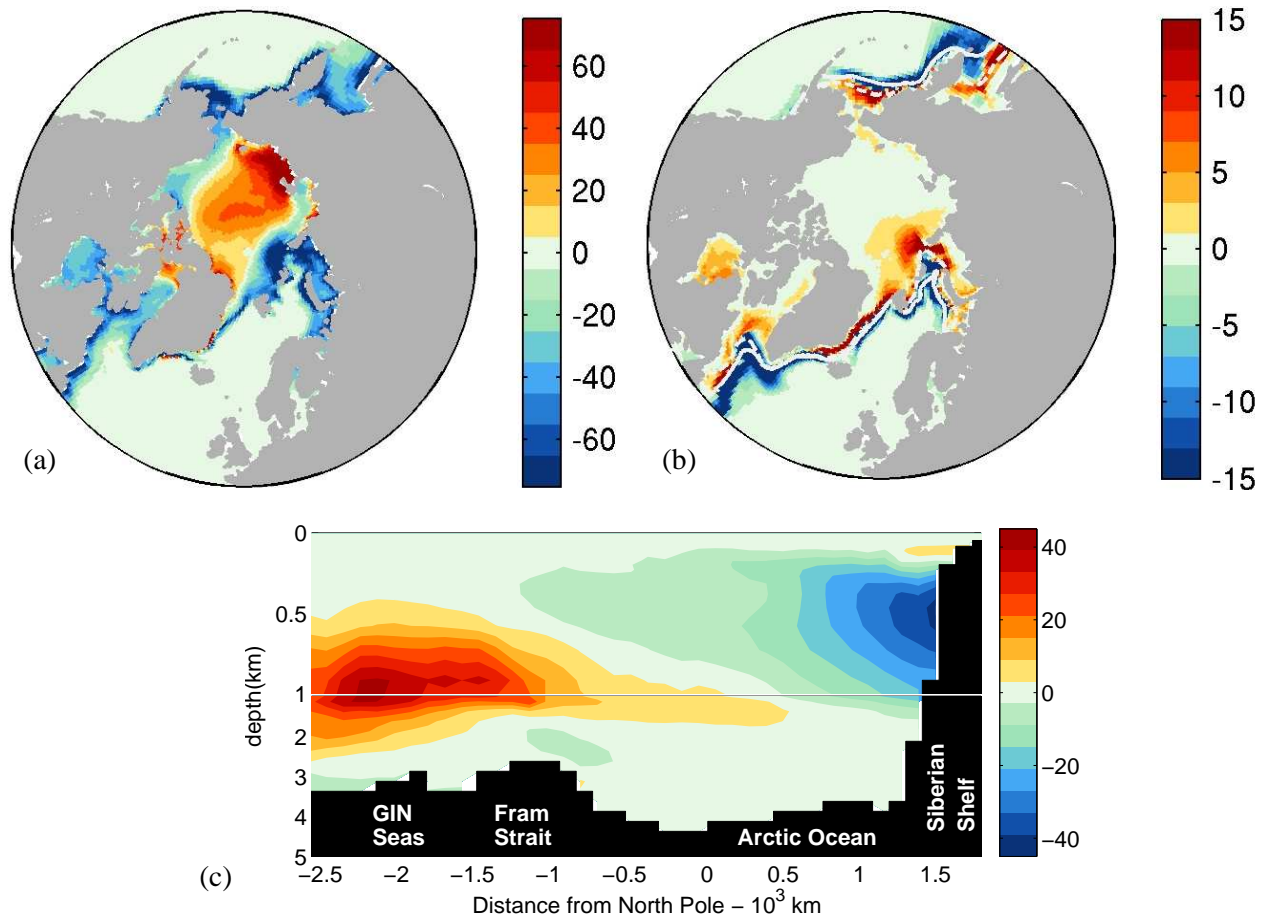 60
40
20
0
-20
-40
-60
(a)
15
10
5
0
-5
-10
-15
(b)
0
0.5
1
1
2
3
4
5
depth(km)
GIN
Seas
Fram
Strait
Arctic Ocean
Siberian
Shelf
40
20
0
−20
−40
−2.5 −2 −1.5 −1 −0.5 0 0.5 1 1.5
Distance from North Pole − 10³ km
(c)